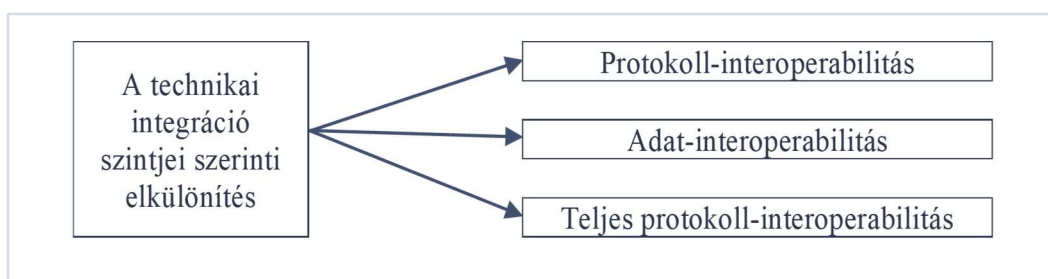 A technikai
integráció
szintjei szerinti
elkülönítés
Protokoll-interoperabilitás
Adat-interoperabilitás
Teljes protokoll-interoperabilitás